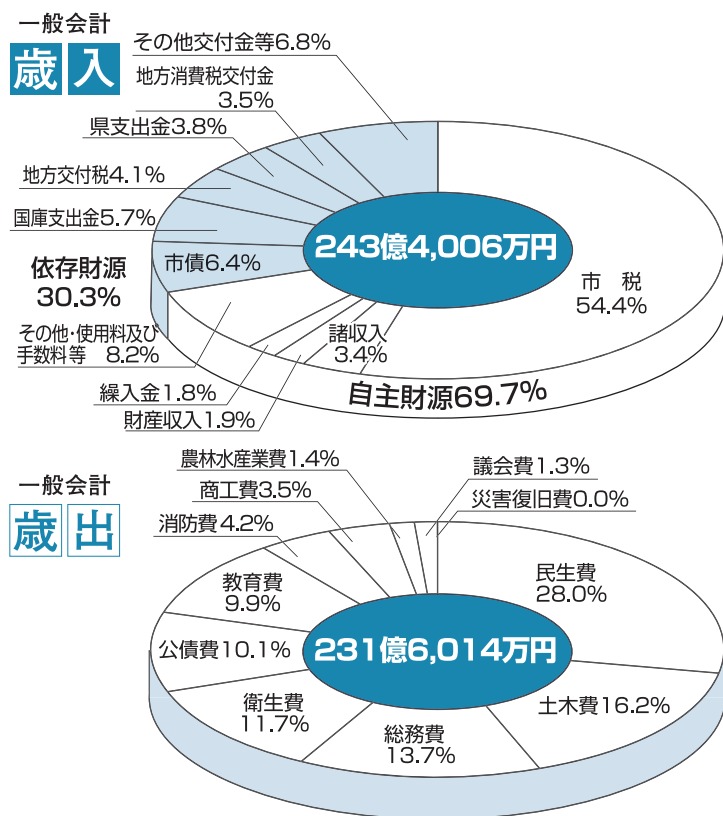 一般会計
歳入
その他交付金等6.8%
地方消費税交付金
3.5%
県支出金3.8%
地方交付税4.1%
国庫支出金5.7%
市債6.4%
依存財源
30.3%
243億4,006万円
市 税
54.4%
その他・使用料及び
手数料等 8.2%
諸収入
3.4%
繰入金1.8%
財産収入1.9%
自主財源69.7%
一般会計
歳出
農林水産業費1.4%
議会費1.3%
商工費3.5%
災害復旧費0.0%
消防費4.2%
教育費
9.9%
民生費
28.0%
公債費10.1%
231億6,014万円
衛生費
11.7%
総務費
13.7%
土木費16.2%